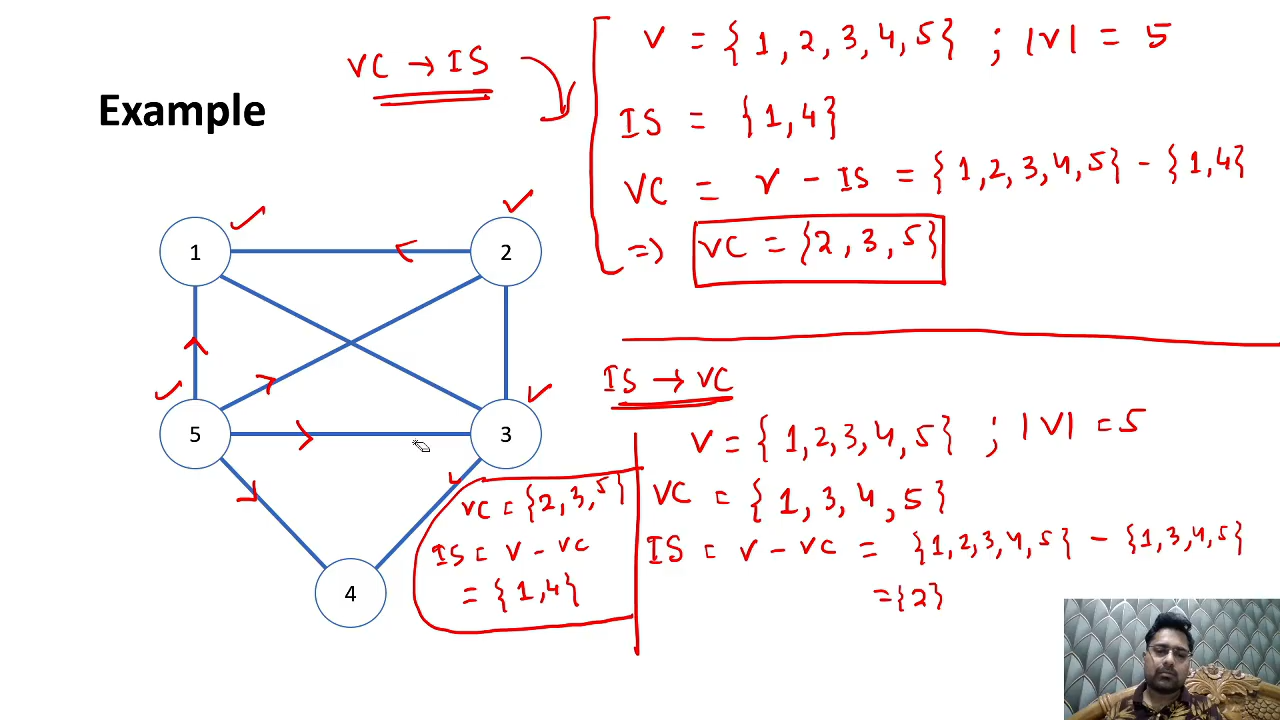 Example
VC → IS
V = {1, 2, 3, 4, 5} ; |V| = 5
IS = {1, 4}
VC = V - IS = {1, 2, 3, 4, 5} - {1, 4}
=> VC = {2, 3, 5}
1
2
5
3
4
IS → VC
V = {1, 2, 3, 4, 5} ; |V| = 5
VC = {1, 3, 4, 5}
IS = V - VC = {1, 2, 3, 4, 5} - {1, 3, 4, 5}
= {2}
VC = {2, 3, 5}
IS = V - VC
= {1, 4}